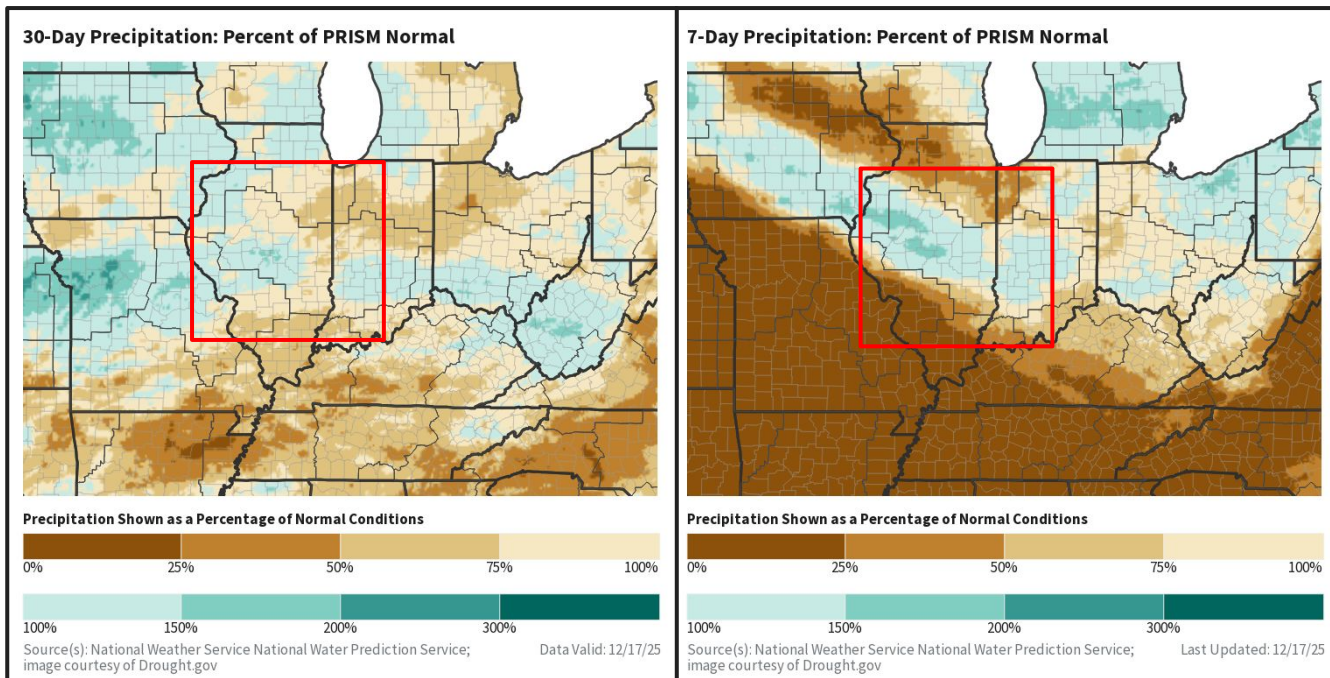 30-Day Precipitation: Percent of PRISM Normal
Precipitation Shown as a Percentage of Normal Conditions
0% 25% 50% 75% 100%
100% 150% 200% 300%
Source(s): National Weather Service National Water Prediction Service; Data Valid: 12/17/25
image courtesy of Drought.gov
7-Day Precipitation: Percent of PRISM Normal
Precipitation Shown as a Percentage of Normal Conditions
0% 25% 50% 75% 100%
100% 150% 200% 300%
Source(s): National Weather Service National Water Prediction Service; Last Updated: 12/17/25
image courtesy of Drought.gov